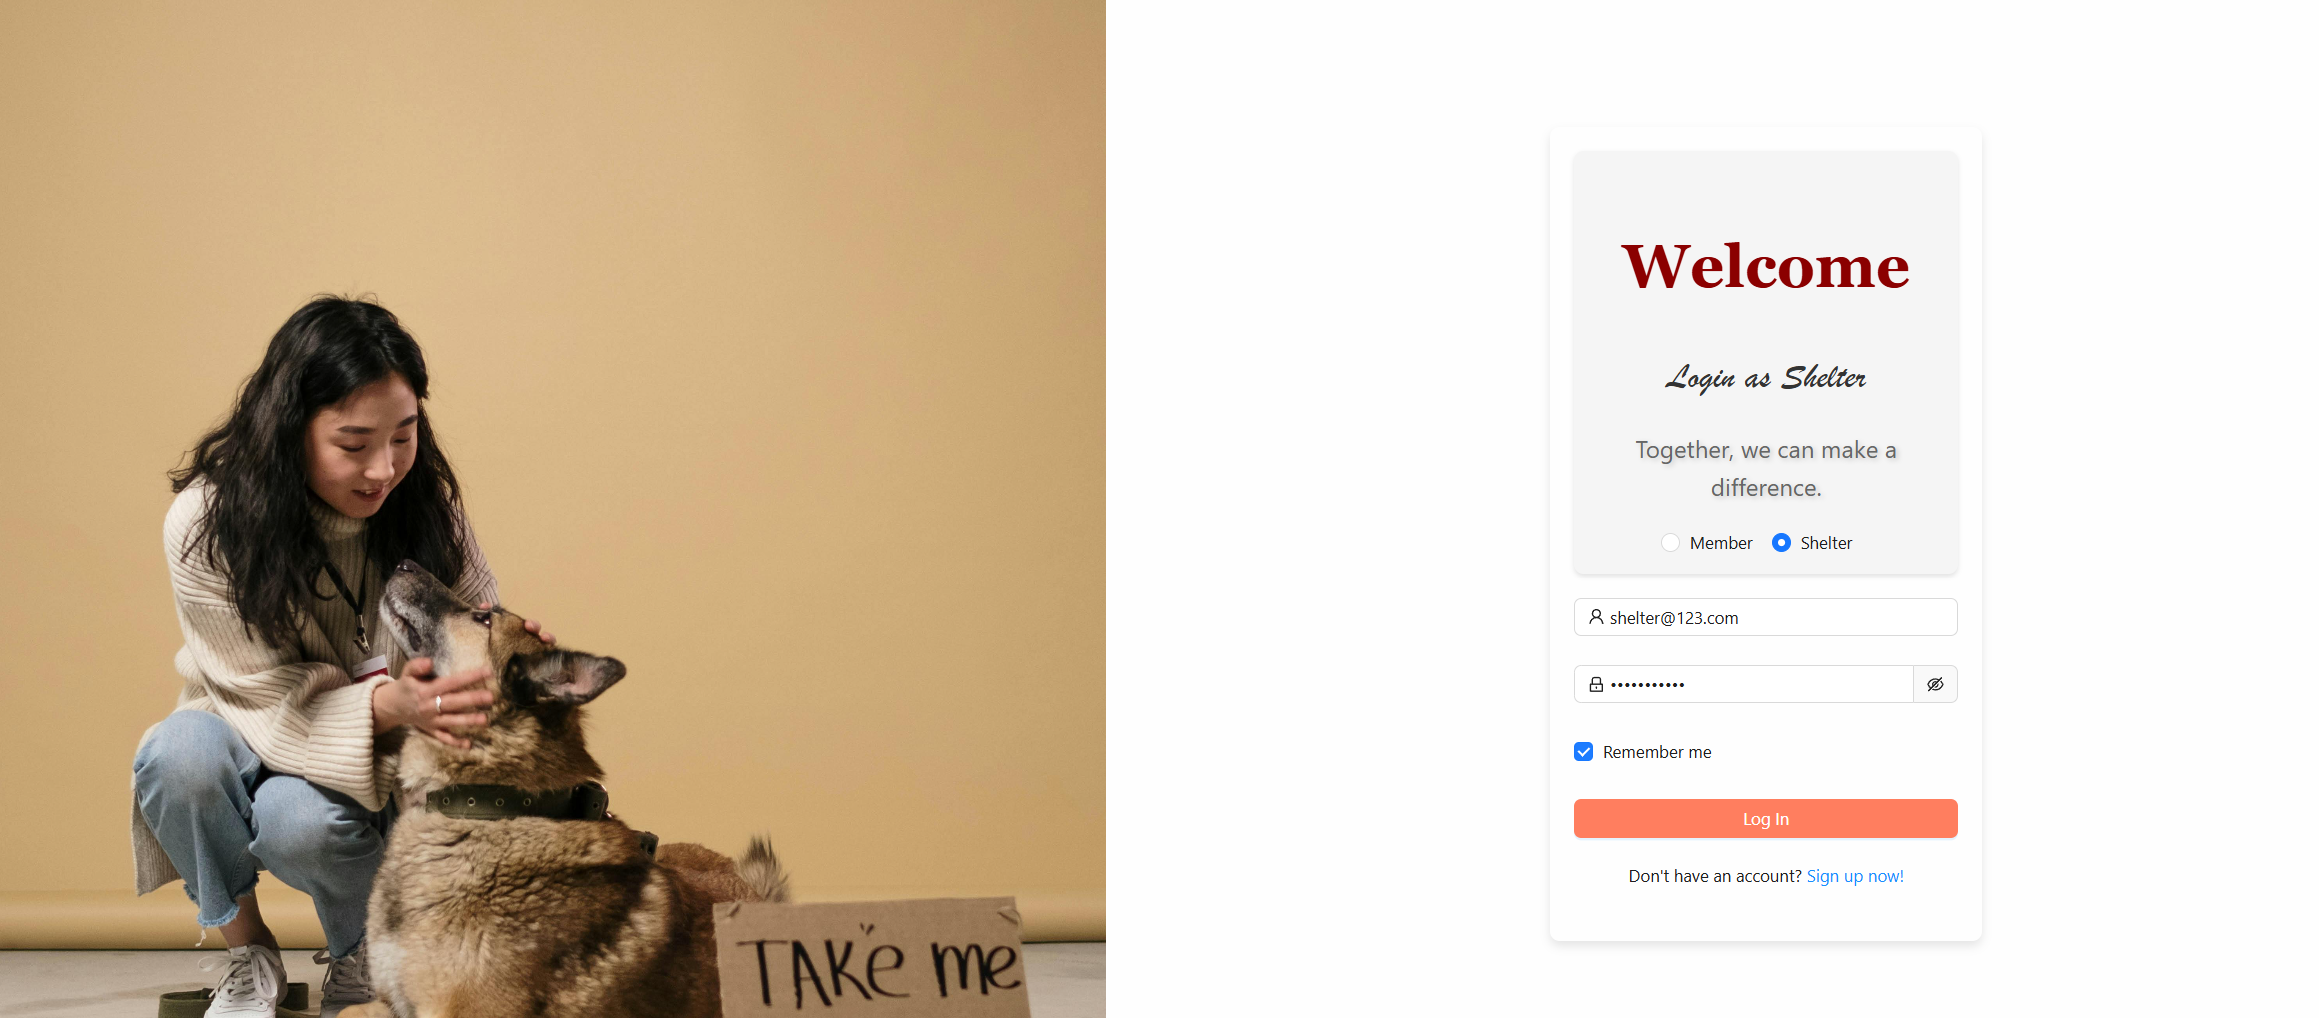 TAKe me
Welcome
Login as Shelter
Together, we can make a
difference.
Member Shelter
shelter@123.com
•••••••••••
Remember me
Log In
Don't have an account? Sign up now!